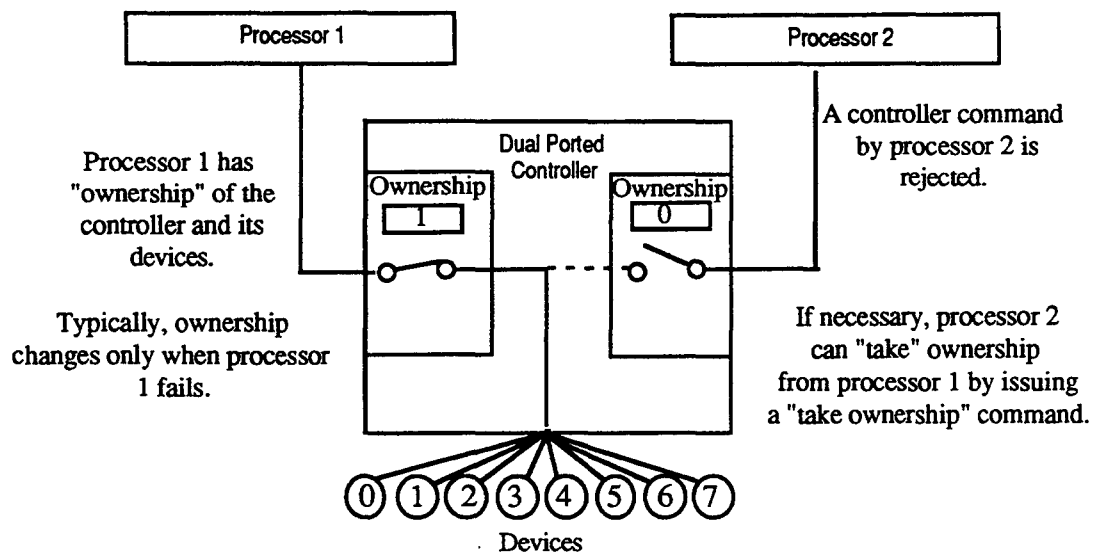 Processor 1
Processor 2
Dual Ported
Controller
A controller command
by processor 2 is
rejected.
Processor 1 has
"ownership" of the
controller and its
devices.
Ownership
1
Ownership
0
Typically, ownership
changes only when processor
1 fails.
If necessary, processor 2
can "take" ownership
from processor 1 by issuing
a "take ownership" command.
0 1 2 3 4 5 6 7
Devices